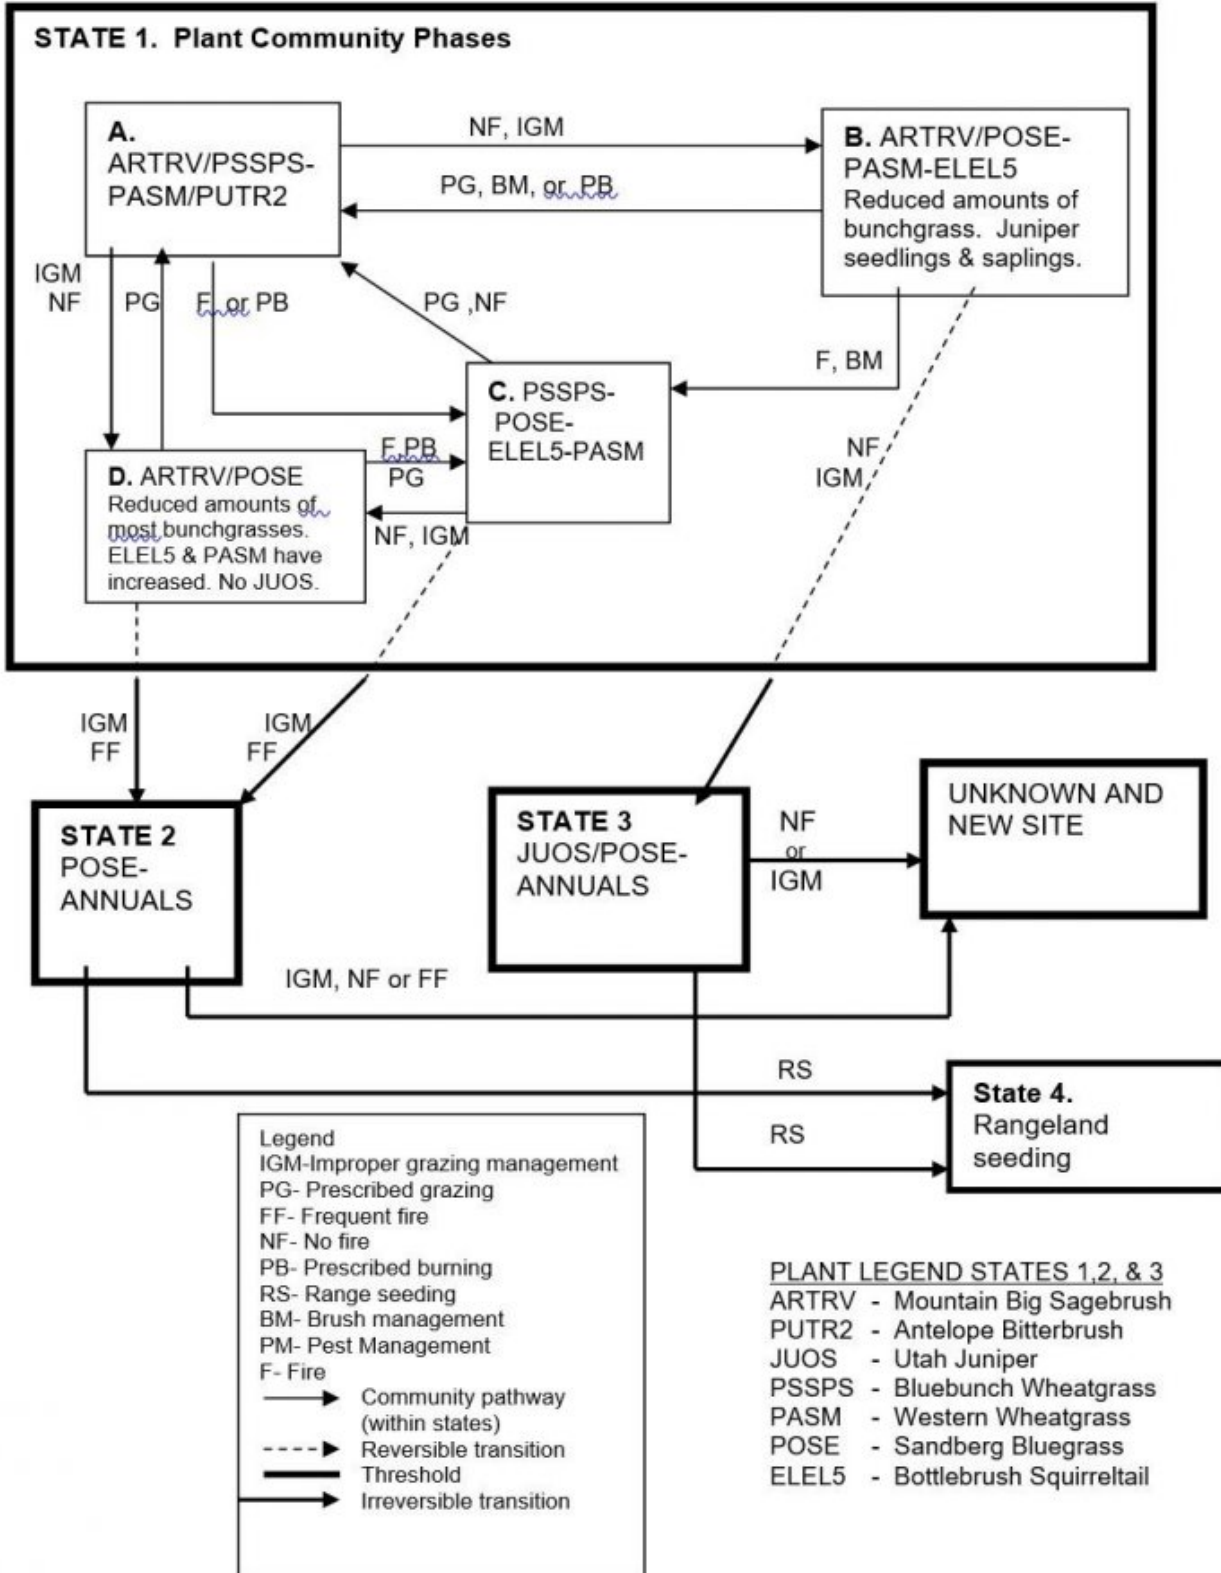 STATE 1. Plant Community Phases
A.
ARTRV/PSSPS-
PASM/PUTR2
NF, IGM
PG, BM, or PB
B. ARTRV/POSE-
PASM-ELEL5
Reduced amounts of
bunchgrass. Juniper
seedlings & saplings.
IGM
NF
PG
F or PB
PG ,NF
F, BM
C. PSSPS-
POSE-
ELEL5-PASM
NF
IGM
D. ARTRV/POSE
Reduced amounts of
most bunchgrasses.
ELEL5 & PASM have
increased. No JUOS.
F,PB
PG
NF, IGM
IGM
FF
IGM
FF
STATE 2
POSE-
ANNUALS
STATE 3
JUOS/POSE-
ANNUALS
NF
or
IGM
UNKNOWN AND
NEW SITE
IGM, NF or FF
RS
RS
State 4.
Rangeland
seeding
Legend
IGM-Improper grazing management
PG- Prescribed grazing
FF- Frequent fire
NF- No fire
PB- Prescribed burning
RS- Range seeding
BM- Brush management
PM- Pest Management
F- Fire
Community pathway
(within states)
Reversible transition
Threshold
Irreversible transition
PLANT LEGEND STATES 1,2, & 3
ARTRV - Mountain Big Sagebrush
PUTR2 - Antelope Bitterbrush
JUOS - Utah Juniper
PSSPS - Bluebunch Wheatgrass
PASM - Western Wheatgrass
POSE - Sandberg Bluegrass
ELEL5 - Bottlebrush Squirreltail